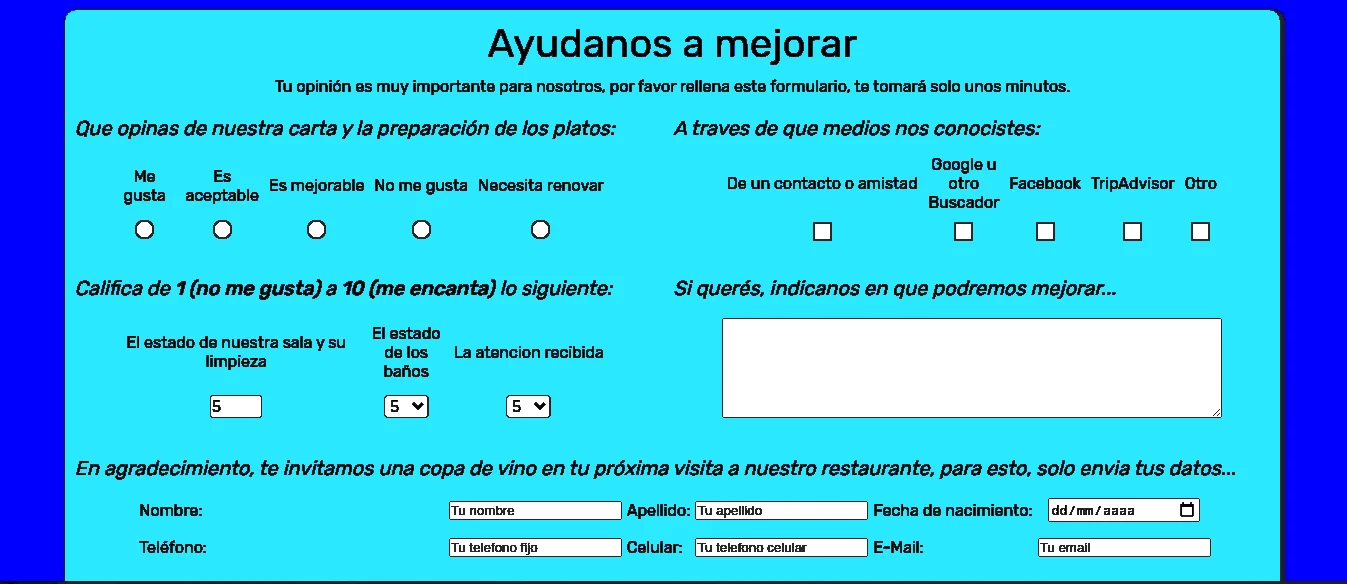 Ayudanos a mejorar
Tu opinión es muy importante para nosotros, por favor rellena este formulario, te tomará solo unos minutos.
Que opinas de nuestra carta y la preparación de los platos:
Me
gusta
Es
aceptable
Es mejorable
No me gusta
Necesita renovar
A traves de que medios nos conocistes:
De un contacto o amistad
Google u
otro
Buscador
Facebook
TripAdvisor
Otro
Califica de 1 (no me gusta) a 10 (me encanta) lo siguiente:
El estado de nuestra sala y su
limpieza
El estado
de los
baños
La atencion recibida
5
5
5
Si querés, indicanos en que podremos mejorar...
En agradecimiento, te invitamos una copa de vino en tu próxima visita a nuestro restaurante, para esto, solo envia tus datos...
Nombre: Tu nombre Apellido: Tu apellido Fecha de nacimiento: dd/mm/aaaa
Teléfono: Tu telefono fijo Celular: Tu telefono celular E-Mail: Tu email